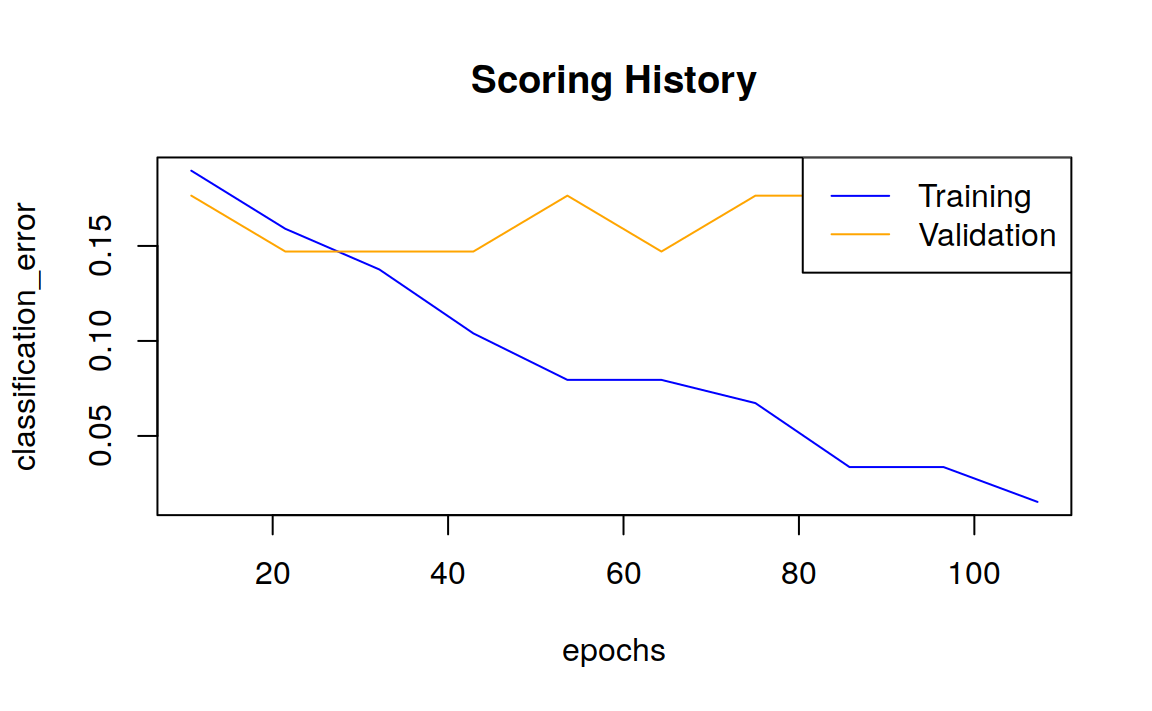 Scoring History
Training
Validation
classification_error
0.15
0.10
0.05
20 40 60 80 100
epochs